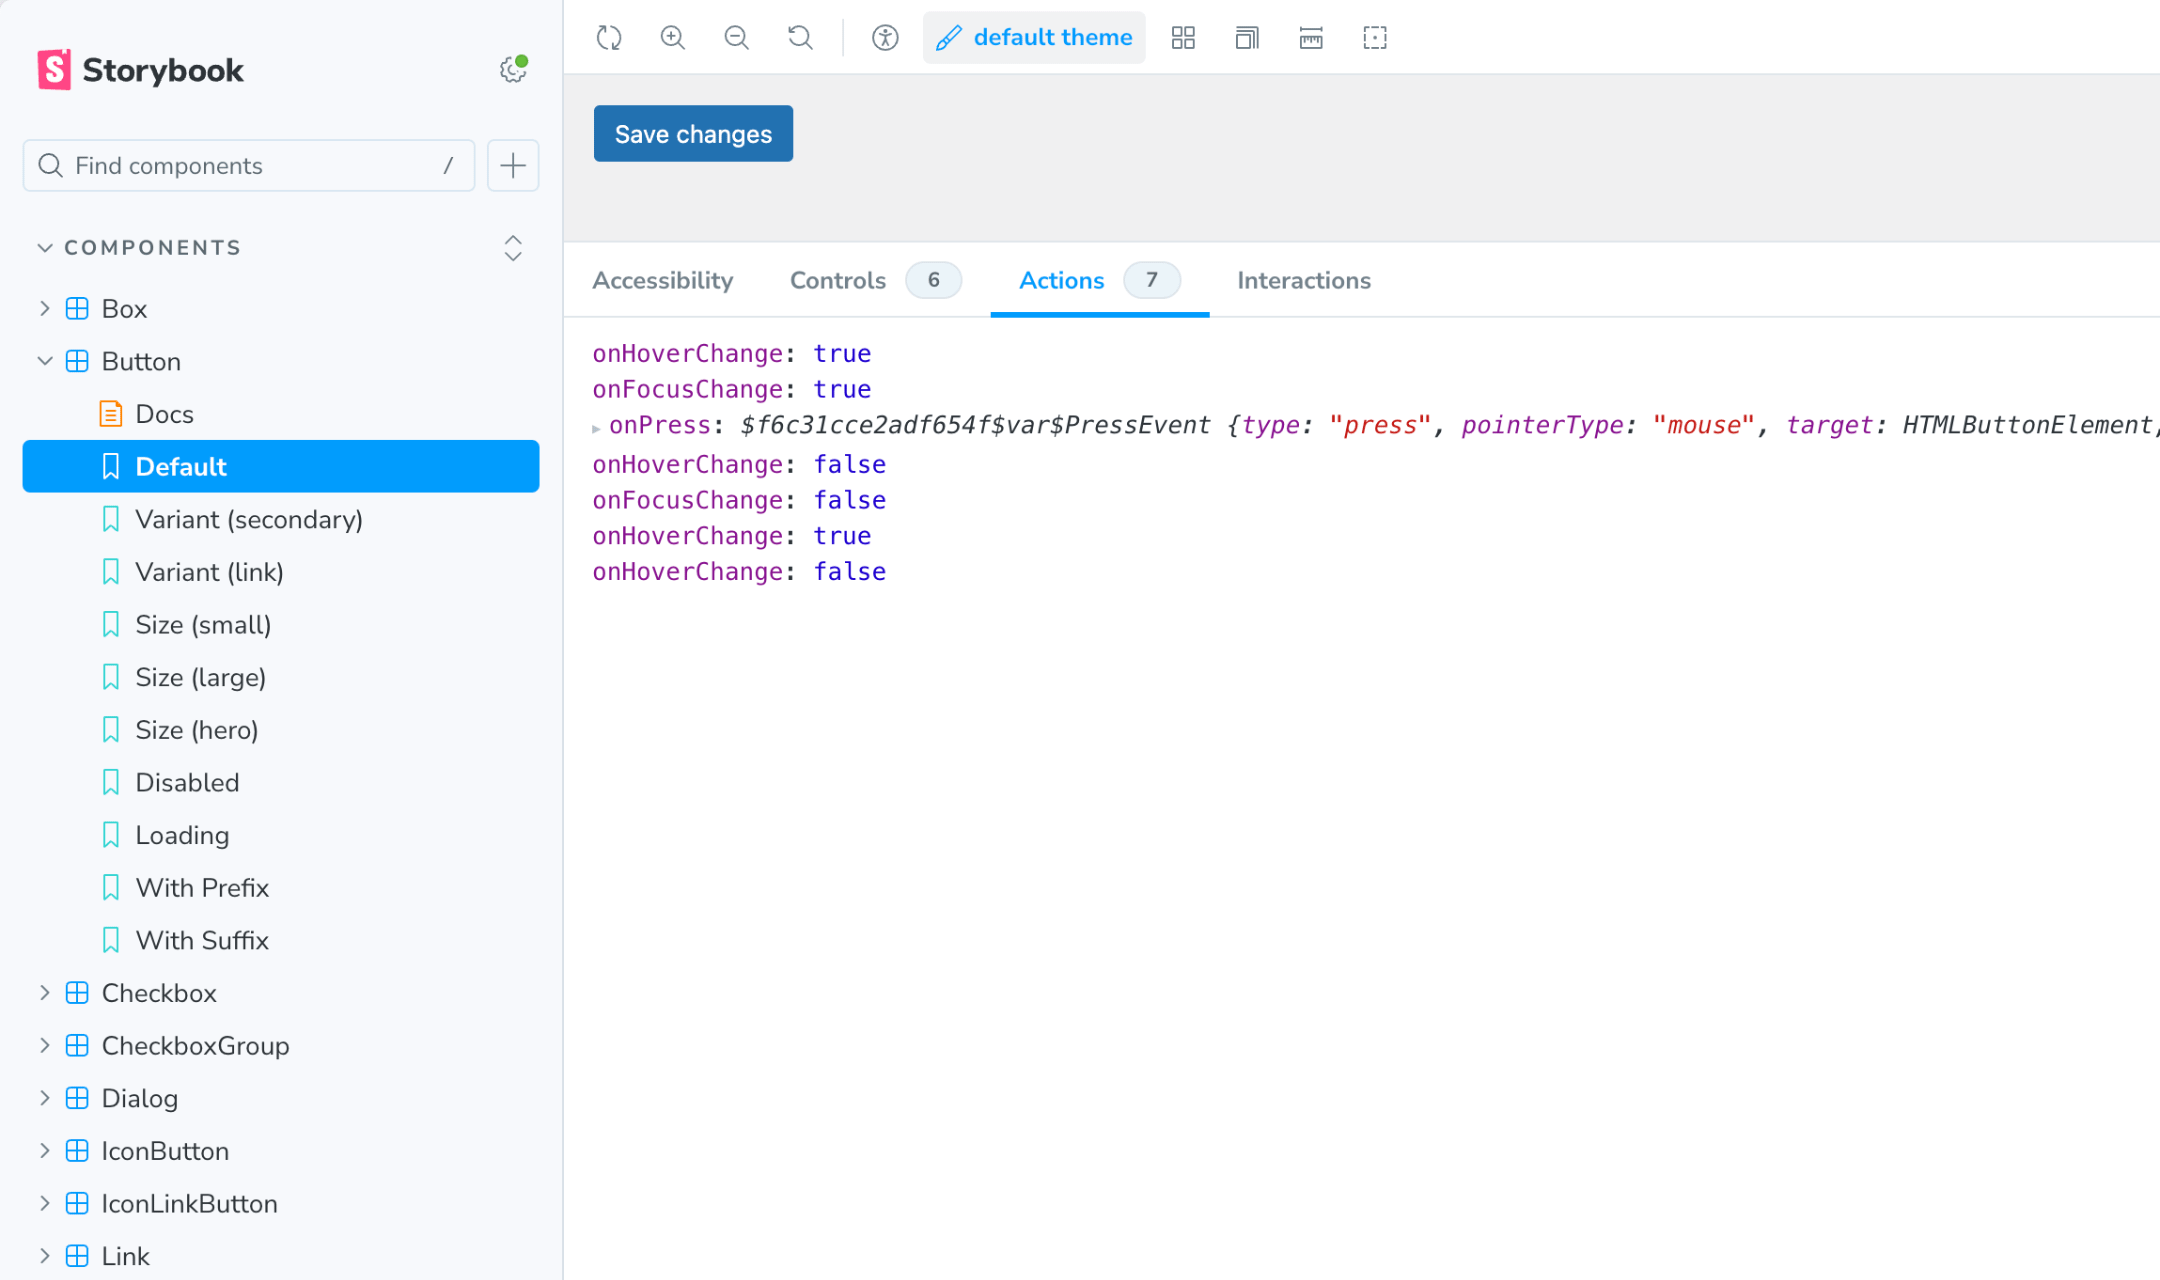 Storybook
Find components /
COMPONENTS
Box
Button
Docs
Default
Variant (secondary)
Variant (link)
Size (small)
Size (large)
Size (hero)
Disabled
Loading
With Prefix
With Suffix
Checkbox
CheckboxGroup
Dialog
IconButton
IconLinkButton
Link
default theme
Save changes
Accessibility Controls 6 Actions 7 Interactions
onHoverChange: true
onFocusChange: true
onPress: $f6c31cce2adf654f$var$PressEvent {type: "press", pointerType: "mouse", target: HTMLButtonElement,
onHoverChange: false
onFocusChange: false
onHoverChange: true
onHoverChange: false